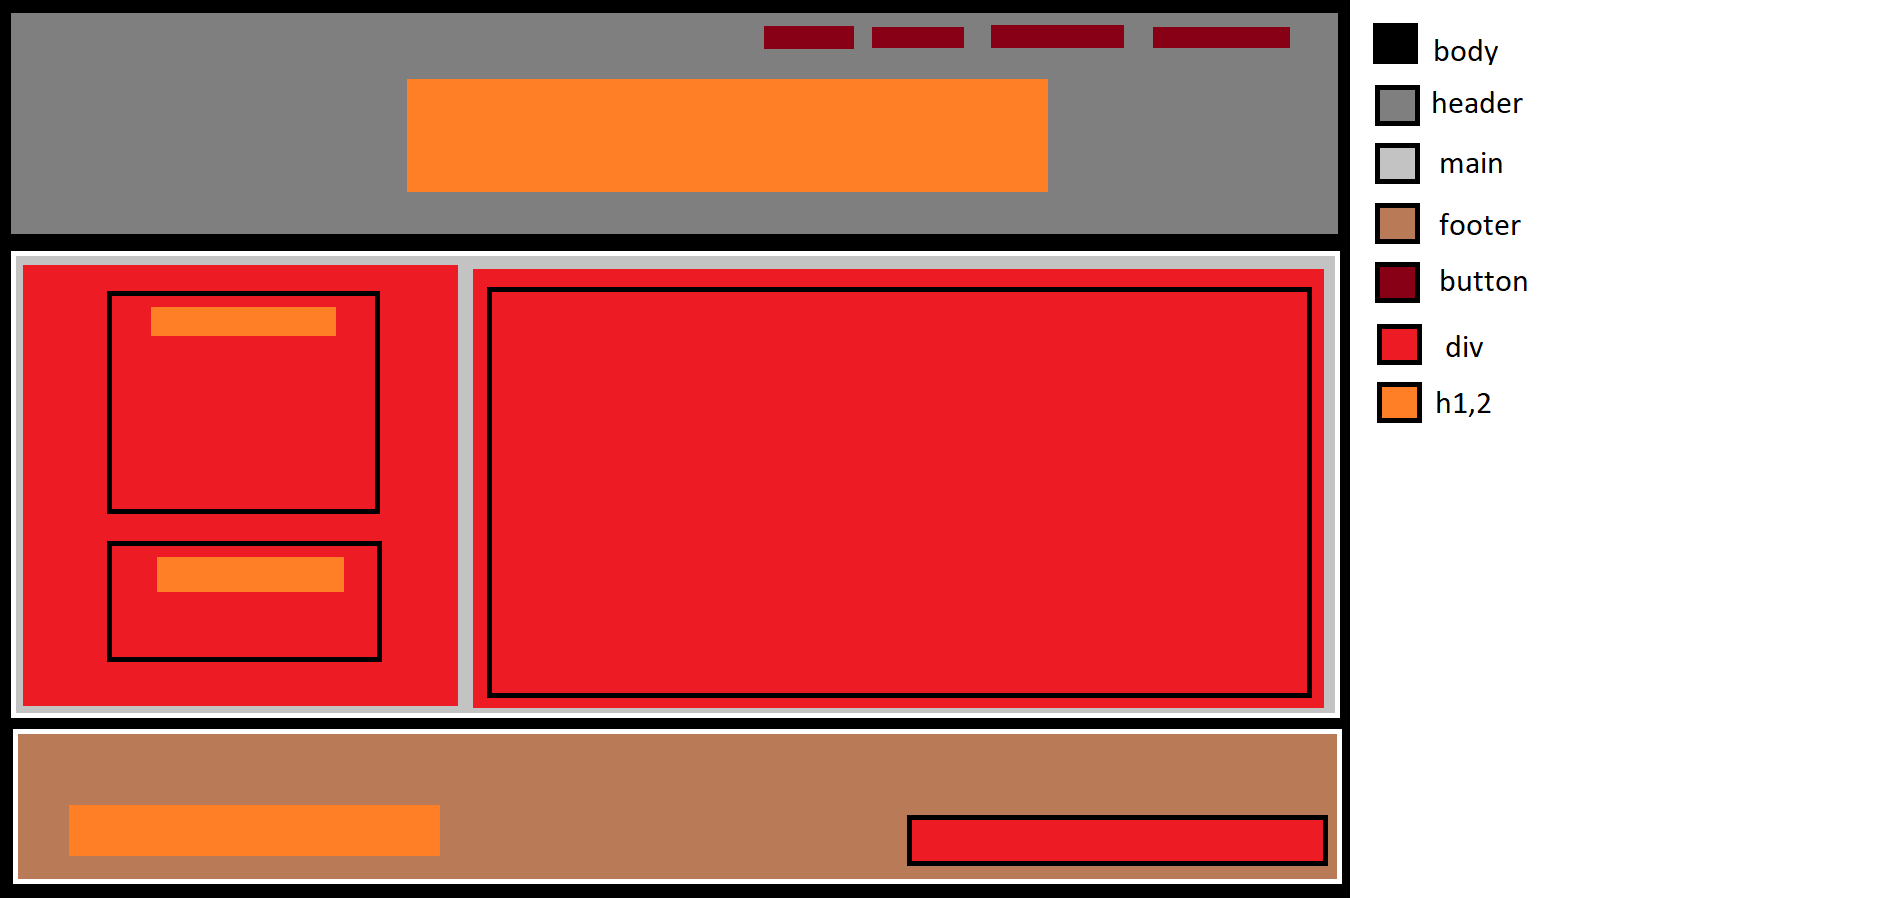 body
header
main
footer
button
div
h1,2